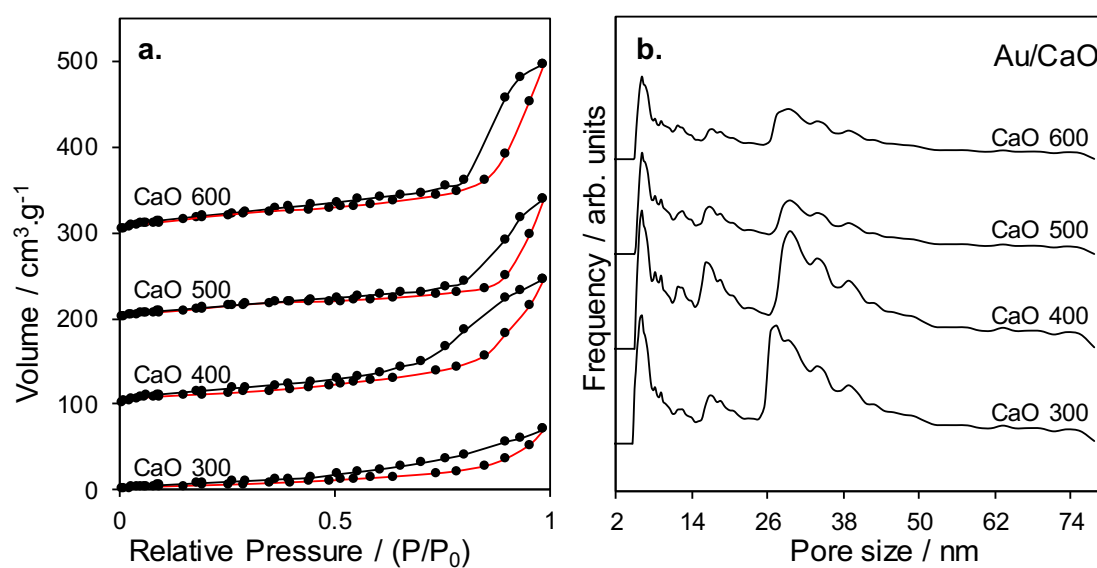 a.
500
400
300
200
100
0
CaO 600
CaO 500
CaO 400
CaO 300
Volume / cm³.g⁻¹
0
0.5
1
Relative Pressure / (P/P₀)
b.
Au/CaO
CaO 600
CaO 500
CaO 400
CaO 300
Frequency / arb. units
2
14
26
38
50
62
74
Pore size / nm